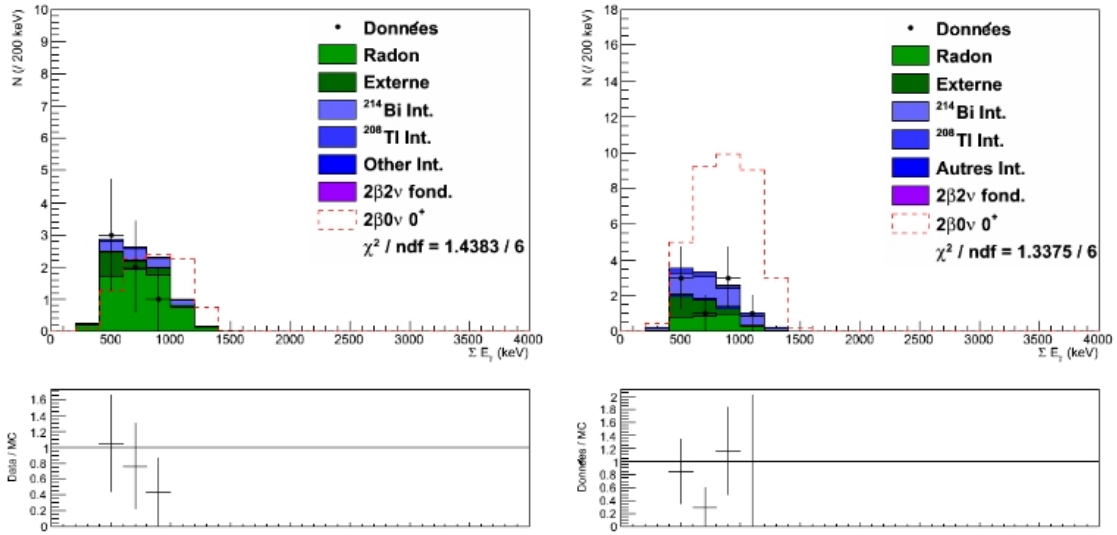 N (/ 200 keV)
10
9
8
7
6
5
4
3
2
1
0
Données
Radon
Externe
²¹⁴Bi Int.
²⁰⁸Tl Int.
Other Int.
2β2ν fond.
2β0ν 0⁺
χ² / ndf = 1.4383 / 6
0 500 1000 1500 2000 2500 3000 3500 4000
Σ Eᵧ (keV)
Data / MC
1.6
1.4
1.2
1
0.8
0.6
0.4
0.2
0
N (/ 200 keV)
18
16
14
12
10
8
6
4
2
0
Données
Radon
Externe
²¹⁴Bi Int.
²⁰⁸Tl Int.
Autres Int.
2β2ν fond.
2β0ν 0⁺
χ² / ndf = 1.3375 / 6
0 500 1000 1500 2000 2500 3000 3500 4000
Σ Eᵧ (keV)
Données / MC
2
1.8
1.6
1.4
1.2
1
0.8
0.6
0.4
0.2
0